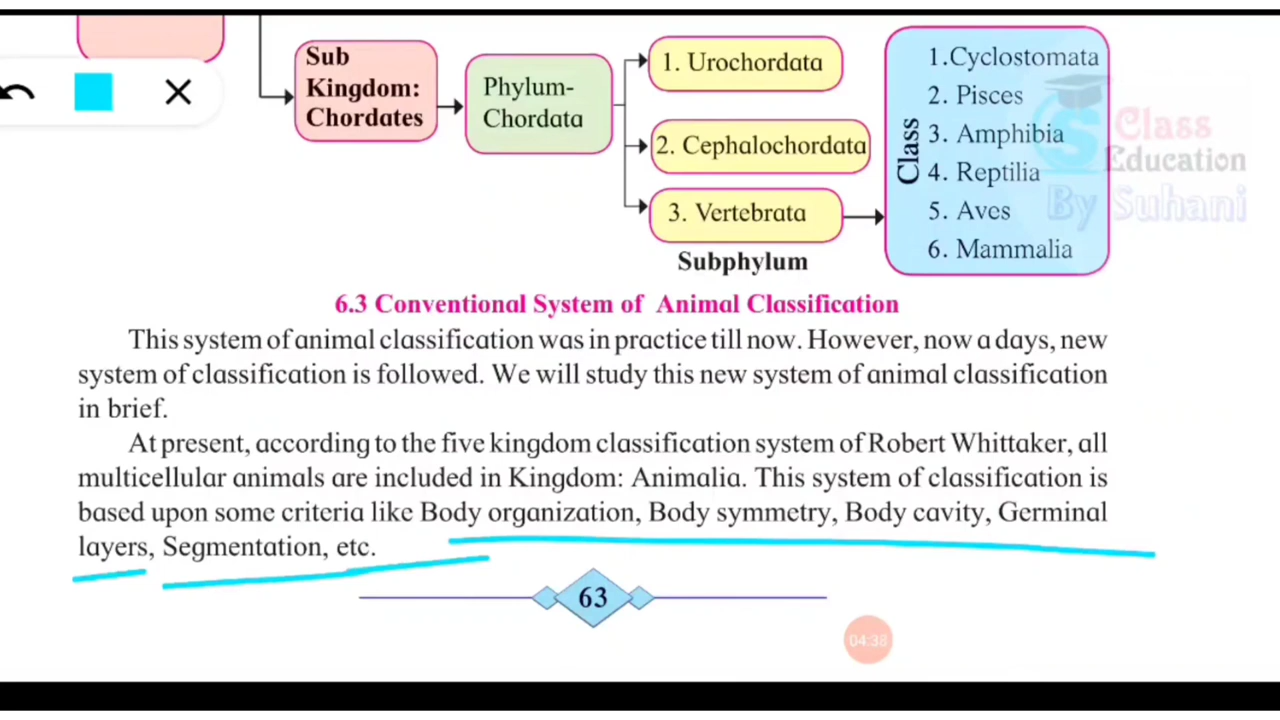 Sub
Kingdom:
Chordates
Phylum-
Chordata
1. Urochordata
2. Cephalochordata
3. Vertebrata
Subphylum
Class
1.Cyclostomata
2. Pisces
3. Amphibia
4. Reptilia
5. Aves
6. Mammalia
Class
Education
By Suhani
6.3 Conventional System of Animal Classification
This system of animal classification was in practice till now. However, now a days, new
system of classification is followed. We will study this new system of animal classification
in brief.
At present, according to the five kingdom classification system of Robert Whittaker, all
multicellular animals are included in Kingdom: Animalia. This system of classification is
based upon some criteria like Body organization, Body symmetry, Body cavity, Germinal
layers, Segmentation, etc.
63
04:38